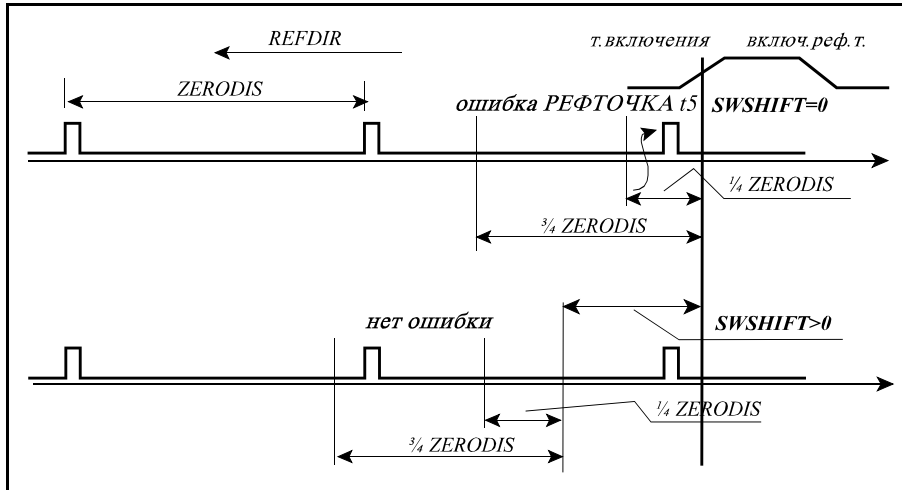 REFDIR
т.включения
включ.реф.т.
ZERODIS
ошибка РЕФТОЧКА t5
SWSHIFT=0
¼ ZERODIS
¾ ZERODIS
нет ошибки
SWSHIFT>0
¼ ZERODIS
¾ ZERODIS